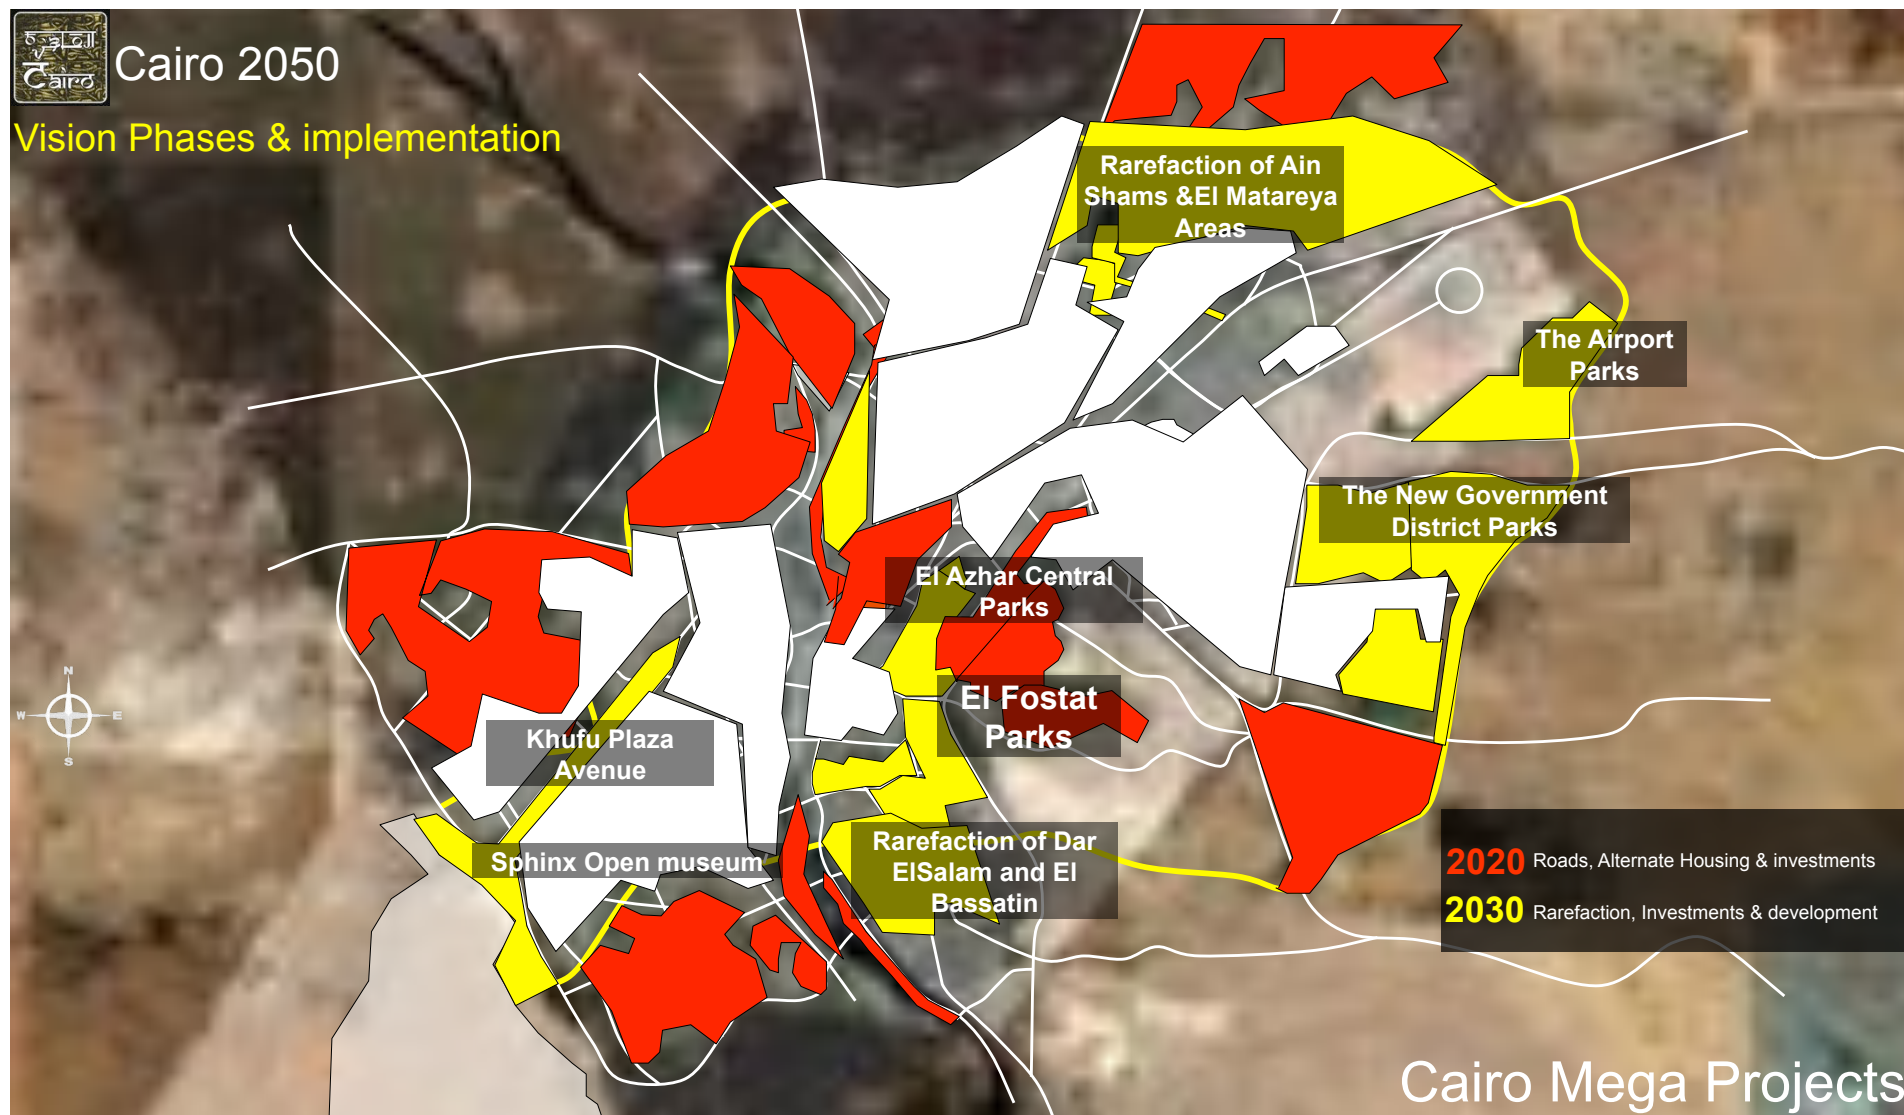 القاهرة
Cairo
Cairo 2050
Vision Phases & implementation
Rarefaction of Ain
Shams &El Matareya
Areas
The Airport
Parks
The New Government
District Parks
El Azhar Central
Parks
El Fostat
Parks
Khufu Plaza
Avenue
Sphinx Open museum
Rarefaction of Dar
ElSalam and El
Bassatin
N
W
E
S
2020 Roads, Alternate Housing & investments
2030 Rarefaction, Investments & development
Cairo Mega Projects